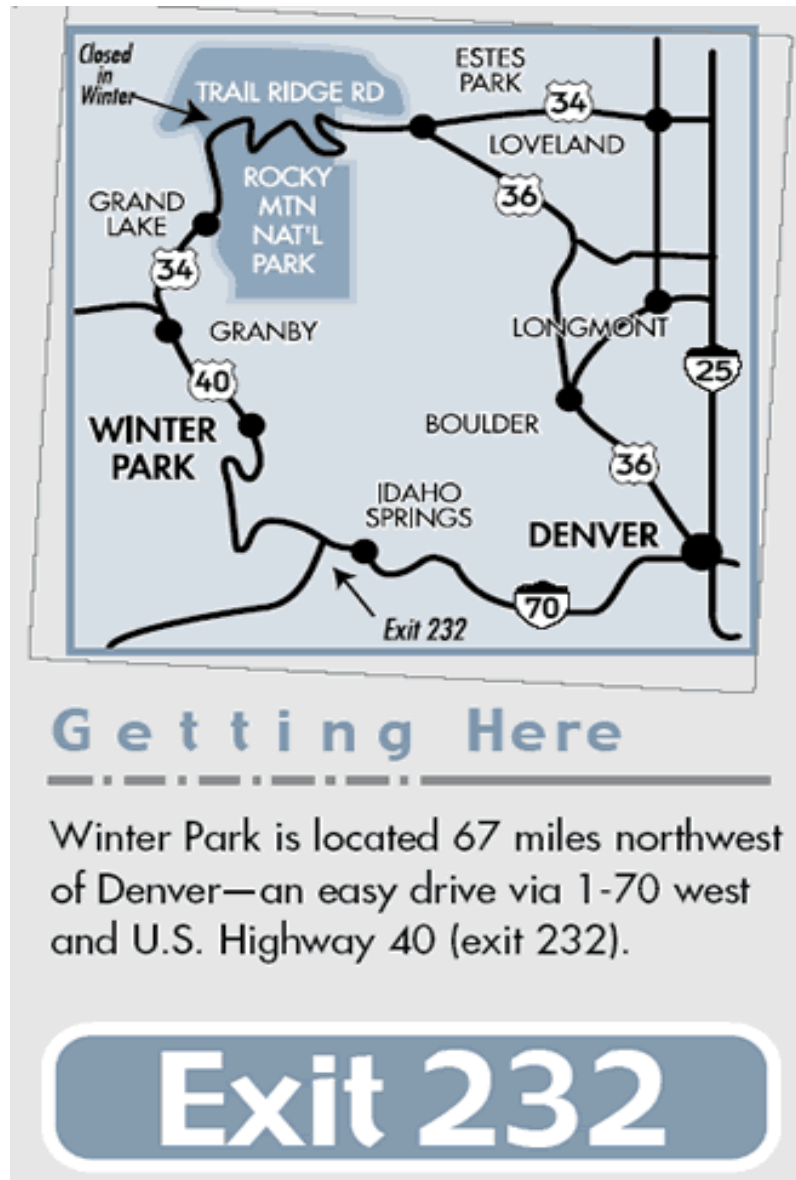 Closed
in
Winter
TRAIL RIDGE RD
ESTES
PARK
34
LOVELAND
ROCKY
MTN
NAT'L
PARK
36
GRAND
LAKE
34
GRANBY
LONGMONT
40
25
WINTER
PARK
BOULDER
36
IDAHO
SPRINGS
DENVER
70
Exit 232
Getting Here
Winter Park is located 67 miles northwest
of Denver—an easy drive via 1-70 west
and U.S. Highway 40 (exit 232).
Exit 232